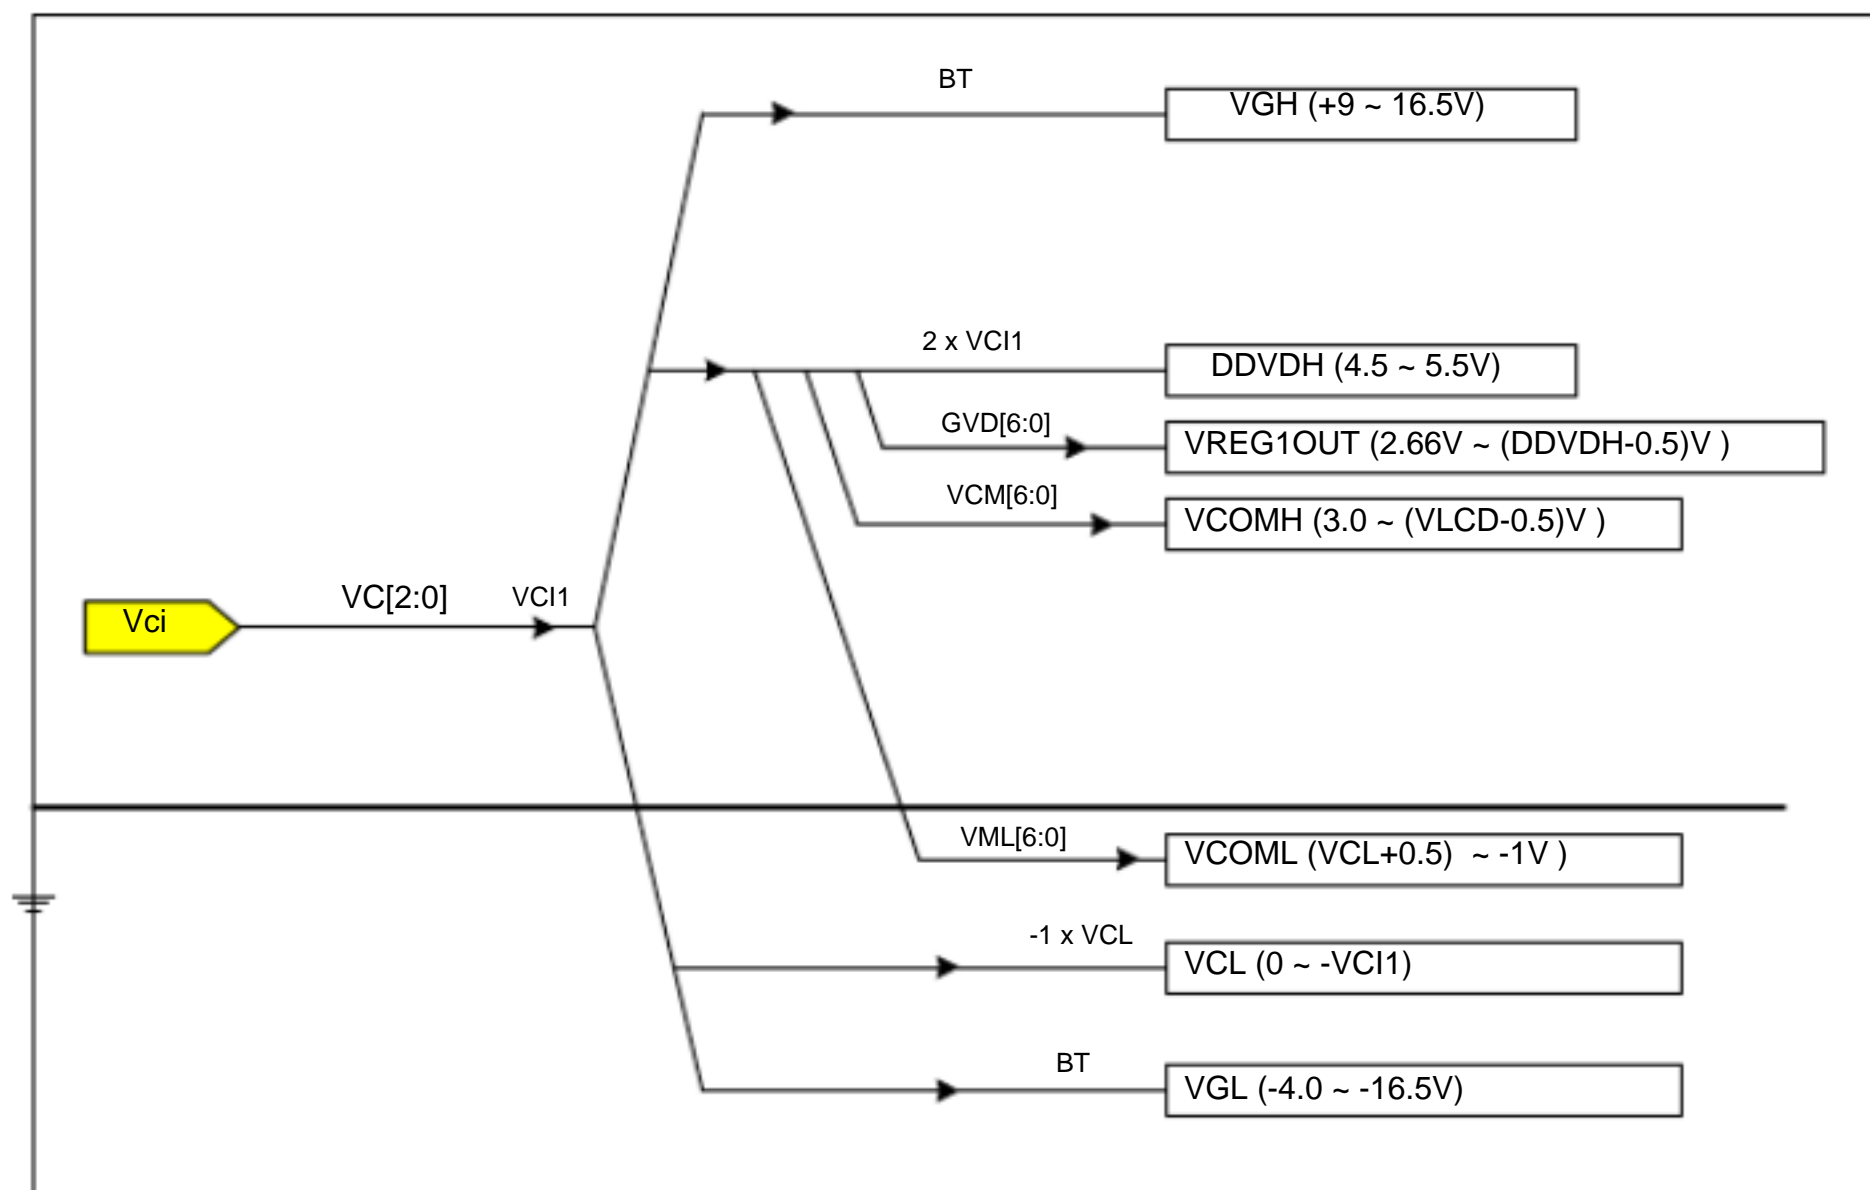 BT
VGH (+9 ~ 16.5V)
2 x VCI1
DDVDH (4.5 ~ 5.5V)
GVD[6:0]
VREG1OUT (2.66V ~ (DDVDH-0.5)V )
VCM[6:0]
VCOMH (3.0 ~ (VLCD-0.5)V )
Vci
VC[2:0]
VCI1
VML[6:0]
VCOML (VCL+0.5) ~ -1V )
-1 x VCL
VCL (0 ~ -VCI1)
BT
VGL (-4.0 ~ -16.5V)